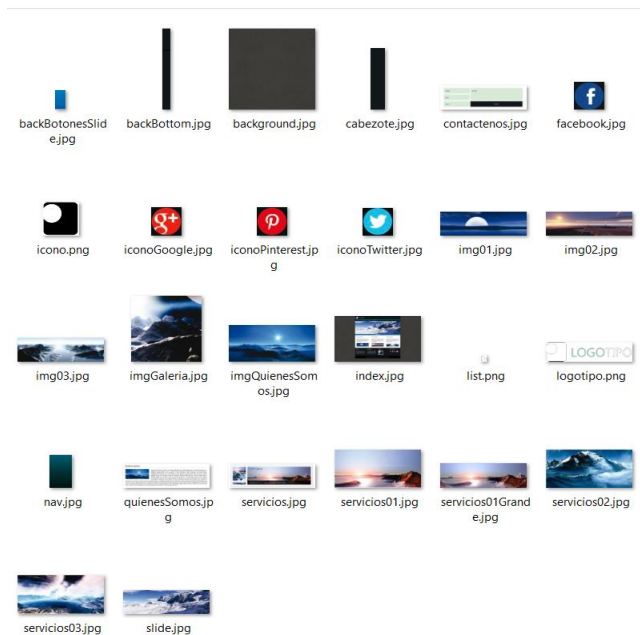 backBotonesSlid
e.jpg
backBottom.jpg
background.jpg
cabezote.jpg
contactenos.jpg
facebook.jpg
icono.png
iconoGoogle.jpg
iconoPinterest.jp
g
iconoTwitter.jpg
img01.jpg
img02.jpg
img03.jpg
imgGaleria.jpg
imgQuienesSom
os.jpg
index.jpg
list.png
LOGOTIPO
logotipo.png
nav.jpg
quienesSomos.jp
g
servicios.jpg
servicios01.jpg
servicios01Grand
e.jpg
servicios02.jpg
servicios03.jpg
slide.jpg